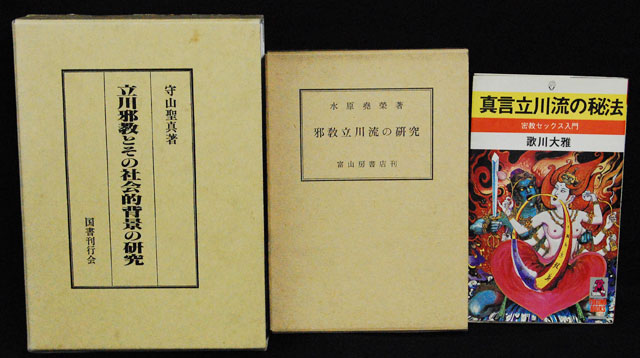 守山聖真著
立川邪教とその社会的背景の研究
国書刊行会
水原堯榮著
邪教立川流の研究
富山房書店刊
真言立川流の秘法
密教セックス入門
歌川大雅